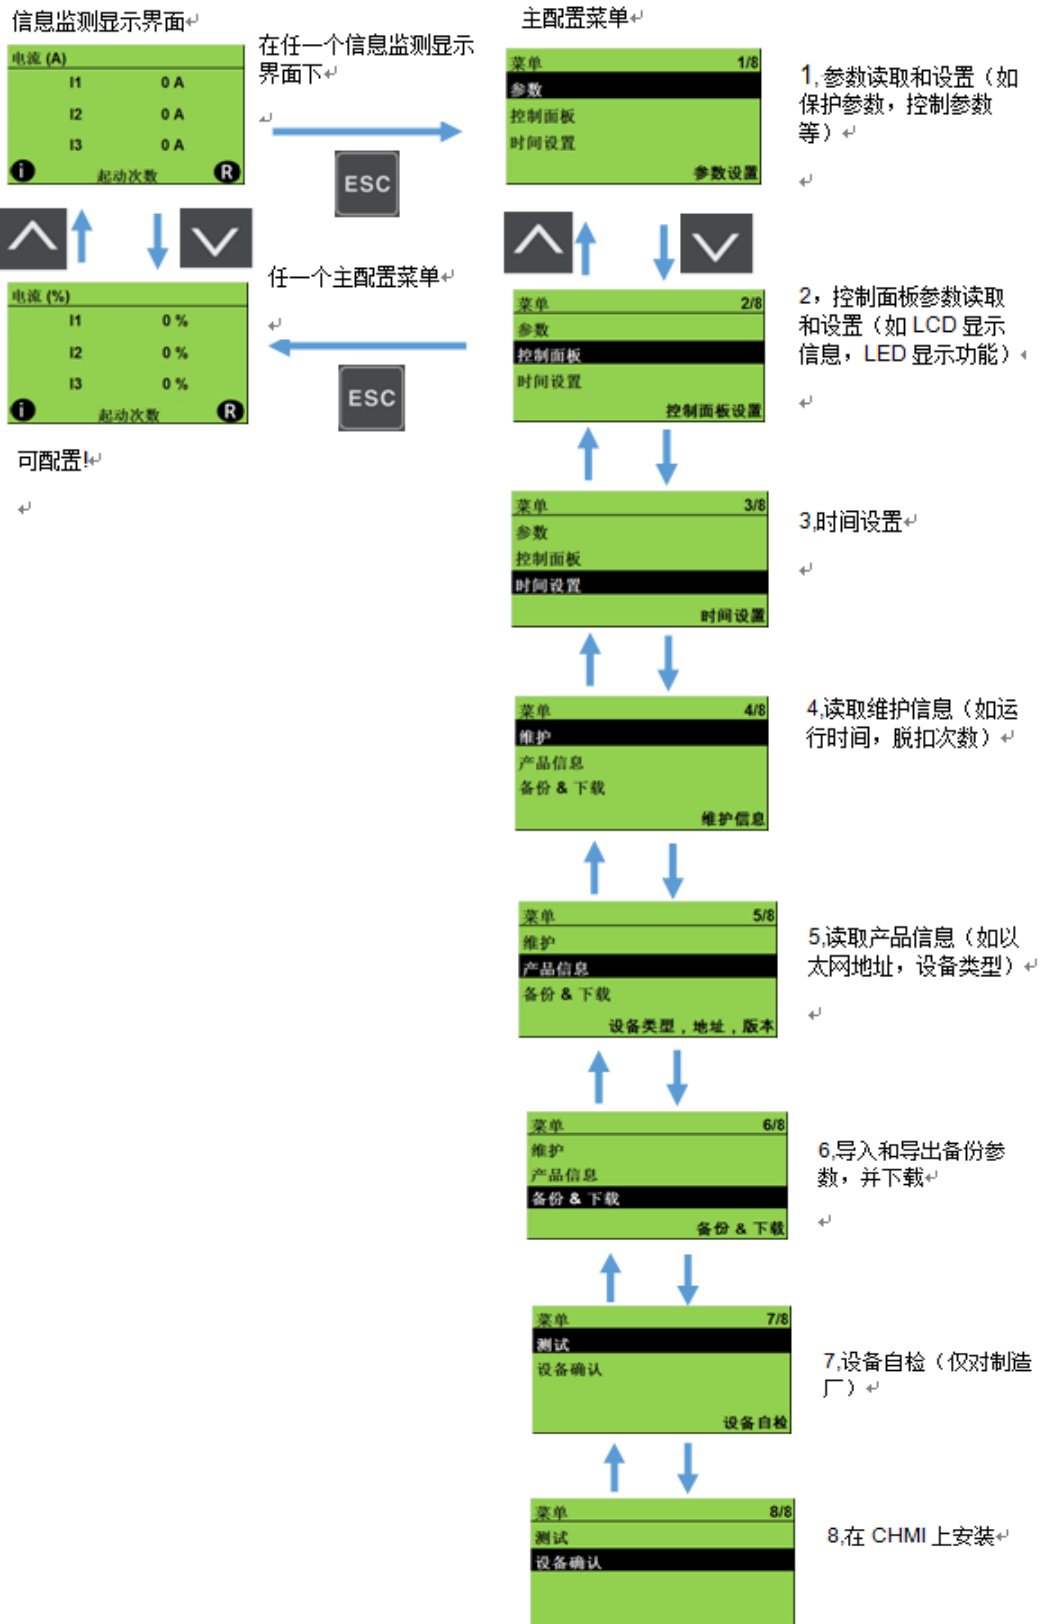 信息监测显示界面
电流 (A)
I1 0 A
I2 0 A
I3 0 A
i 起动次数 R
电流 (%)
I1 0 %
I2 0 %
I3 0 %
i 起动次数 R
可配置!
在任一个信息监测显示
界面下
ESC
任一个主配置菜单
ESC
主配置菜单
菜单 1/8
参数
控制面板
时间设置
参数设置
1,参数读取和设置（如
保护参数，控制参数
等）
菜单 2/8
参数
控制面板
时间设置
控制面板设置
2，控制面板参数读取
和设置（如 LCD 显示
信息，LED 显示功能）
菜单 3/8
参数
控制面板
时间设置
时间设置
3,时间设置
菜单 4/8
维护
产品信息
备份 & 下载
维护信息
4,读取维护信息（如运
行时间，脱扣次数）
菜单 5/8
维护
产品信息
备份 & 下载
设备类型，地址，版本
5,读取产品信息（如以
太网地址，设备类型）
菜单 6/8
维护
产品信息
备份 & 下载
备份 & 下载
6,导入和导出备份参
数，并下载
菜单 7/8
测试
设备确认
设备自检
7,设备自检（仅对制造
厂）
菜单 8/8
测试
设备确认
8,在 CHMI 上安装